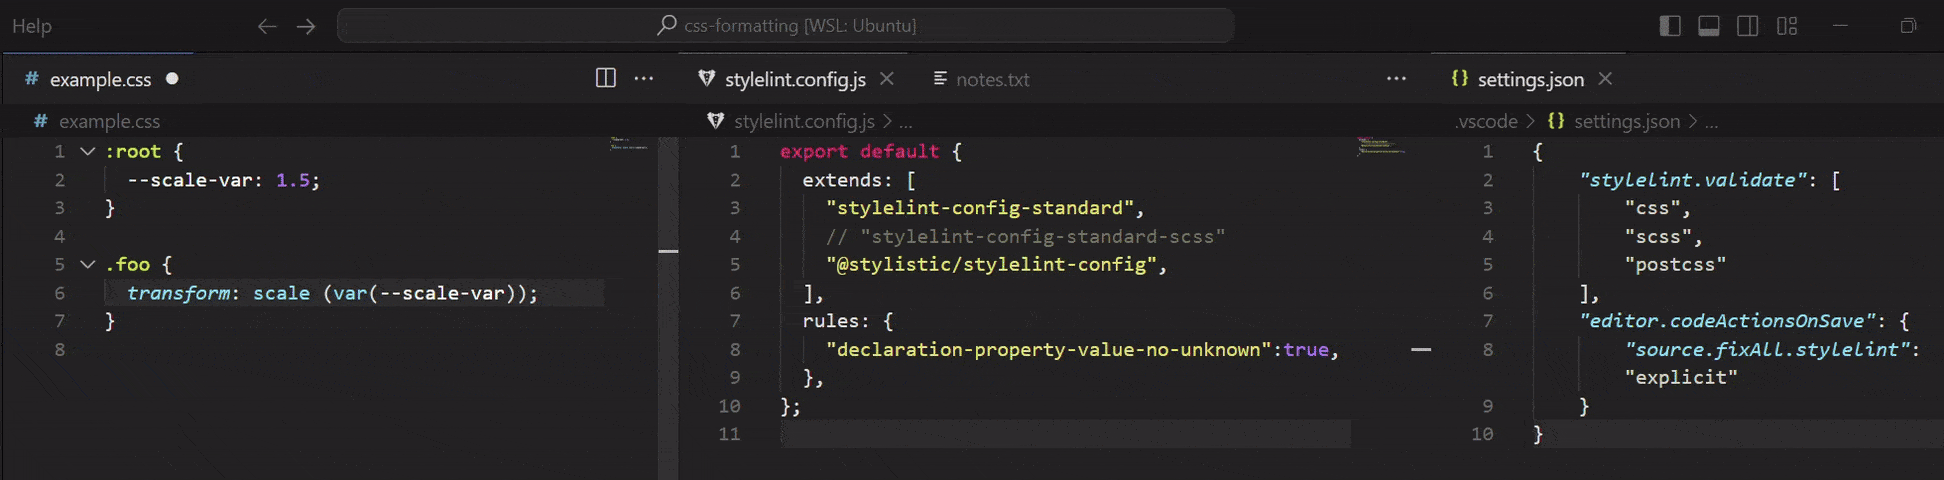 Help
css-formatting [WSL: Ubuntu]
# example.css
# example.css
1 :root {
2 --scale-var: 1.5;
3 }
4
5 .foo {
6 transform: scale (var(--scale-var));
7 }
8
stylelint.config.js
notes.txt
stylelint.config.js > ...
1 export default {
2 extends: [
3 "stylelint-config-standard",
4 // "stylelint-config-standard-scss"
5 "@stylistic/stylelint-config",
6 ],
7 rules: {
8 "declaration-property-value-no-unknown":true,
9 },
10 };
11
{} settings.json
.vscode > {} settings.json > ...
1 {
2 "stylelint.validate": [
3 "css",
4 "scss",
5 "postcss"
6 ],
7 "editor.codeActionsOnSave": {
8 "source.fixAll.stylelint":
"explicit"
9 }
10 }